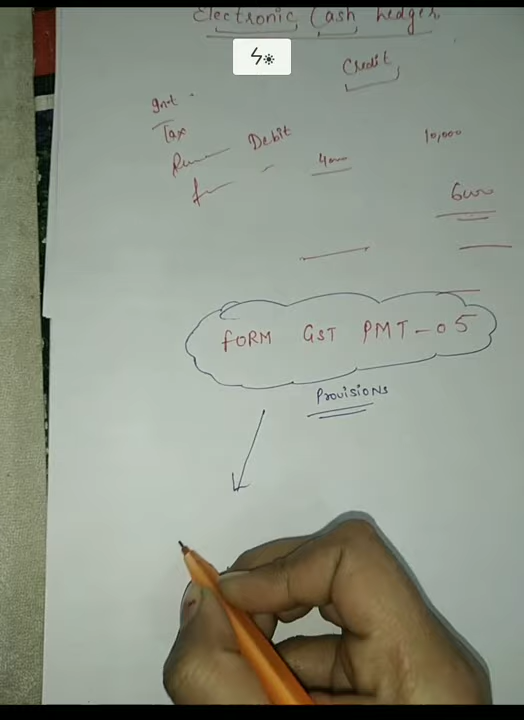 Electronic Cash Ledger
Credit
Tax
Debit
10,000
4000
6000
FORM GST PMT-05
Provisions